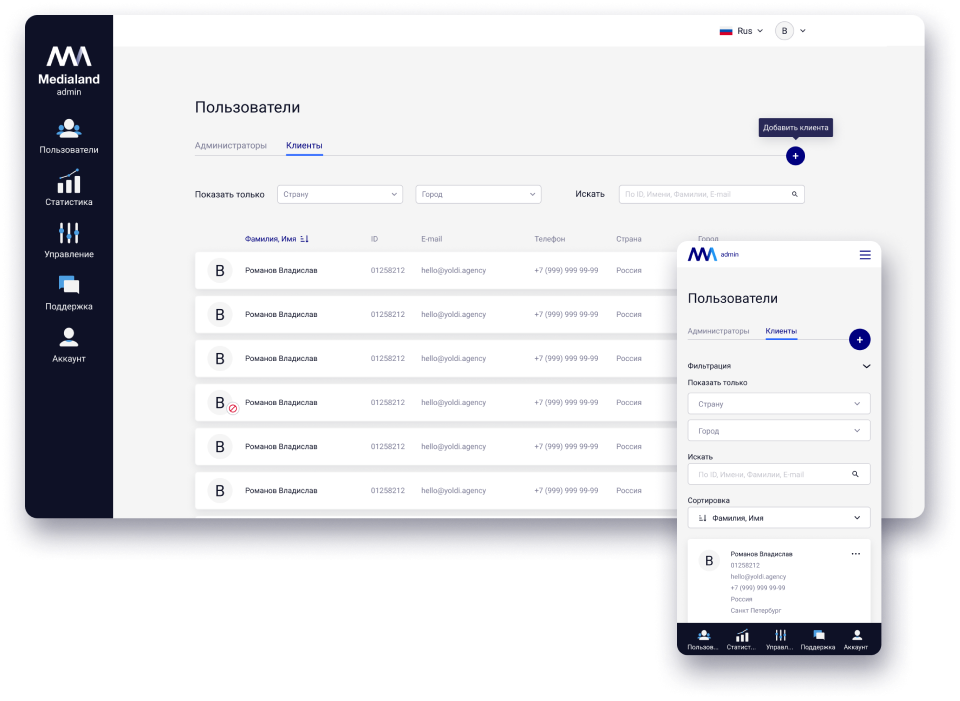 Rus
В
Medialand
admin
Пользователи
Статистика
Управление
Поддержка
Аккаунт
Пользователи
Добавить клиента
Администраторы Клиенты
+
Показать только Страну Город Искать По ID, Имени, Фамилии, E-mail
Фамилия, Имя ID E-mail Телефон Страна Город
В Романов Владислав 01258212 hello@yoldi.agency +7 (999) 999 99-99 Россия
В Романов Владислав 01258212 hello@yoldi.agency +7 (999) 999 99-99 Россия
В Романов Владислав 01258212 hello@yoldi.agency +7 (999) 999 99-99 Россия
В Романов Владислав 01258212 hello@yoldi.agency +7 (999) 999 99-99 Россия
В Романов Владислав 01258212 hello@yoldi.agency +7 (999) 999 99-99 Россия
В Романов Владислав 01258212 hello@yoldi.agency +7 (999) 999 99-99 Россия
admin
Пользователи
Администраторы Клиенты
+
Фильтрация
Показать только
Страну
Город
Искать
По ID, Имени, Фамилии, E-mail
Сортировка
Фамилия, Имя
В
Романов Владислав
01258212
hello@yoldi.agency
+7 (999) 999 99-99
Россия
Санкт Петербург
Пользов... Статист... Управл... Поддержка Аккаунт